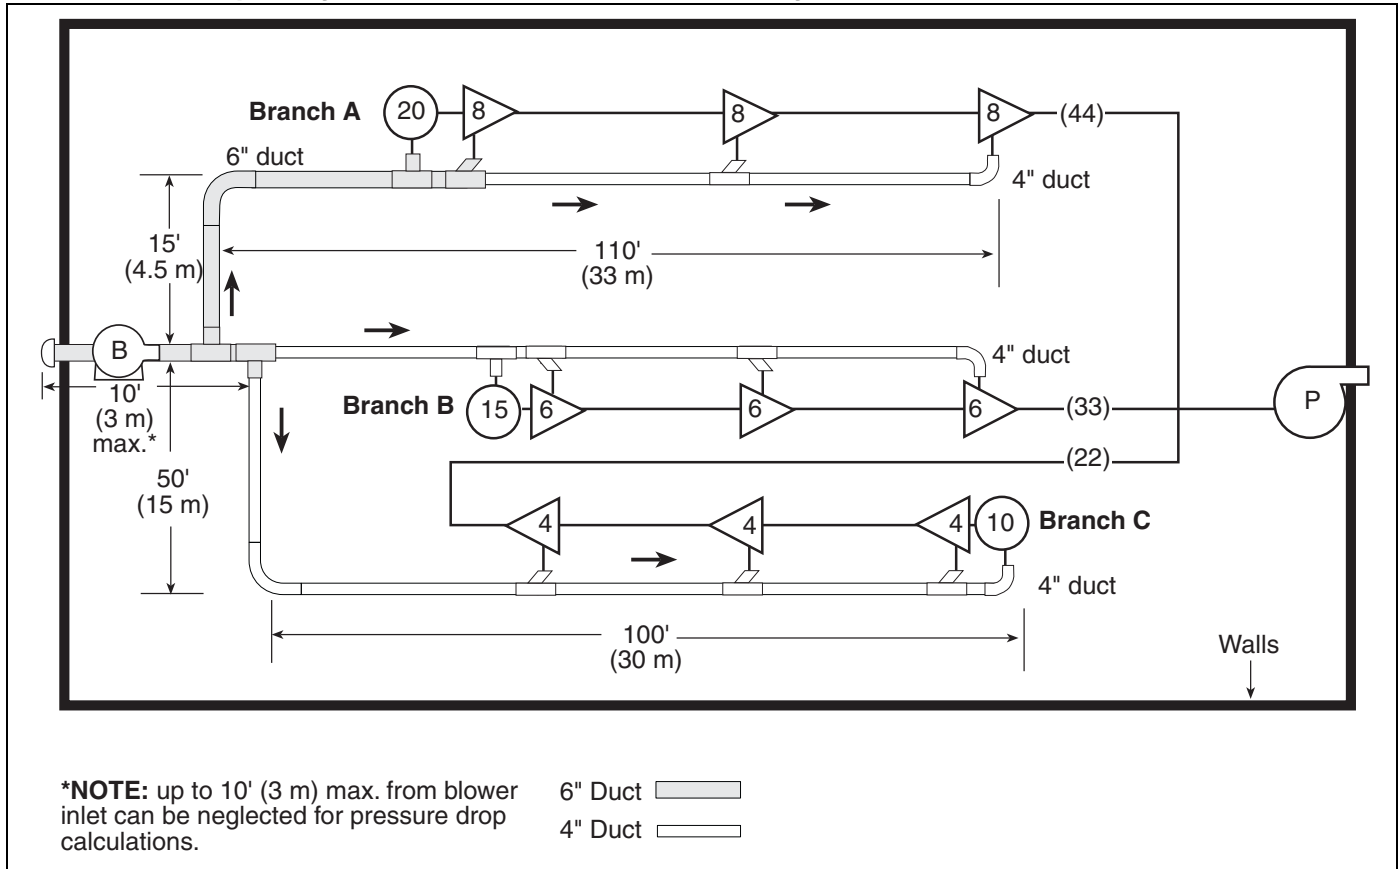 Branch A
20
8
8
8
(44)
6" duct
4" duct
15'
(4.5 m)
110'
(33 m)
B
4" duct
10'
(3 m)
max.*
Branch B
15
6
6
6
(33)
P
(22)
50'
(15 m)
4
4
4
10
Branch C
4" duct
100'
(30 m)
Walls
*NOTE: up to 10' (3 m) max. from blower
inlet can be neglected for pressure drop
calculations.
6" Duct
4" Duct